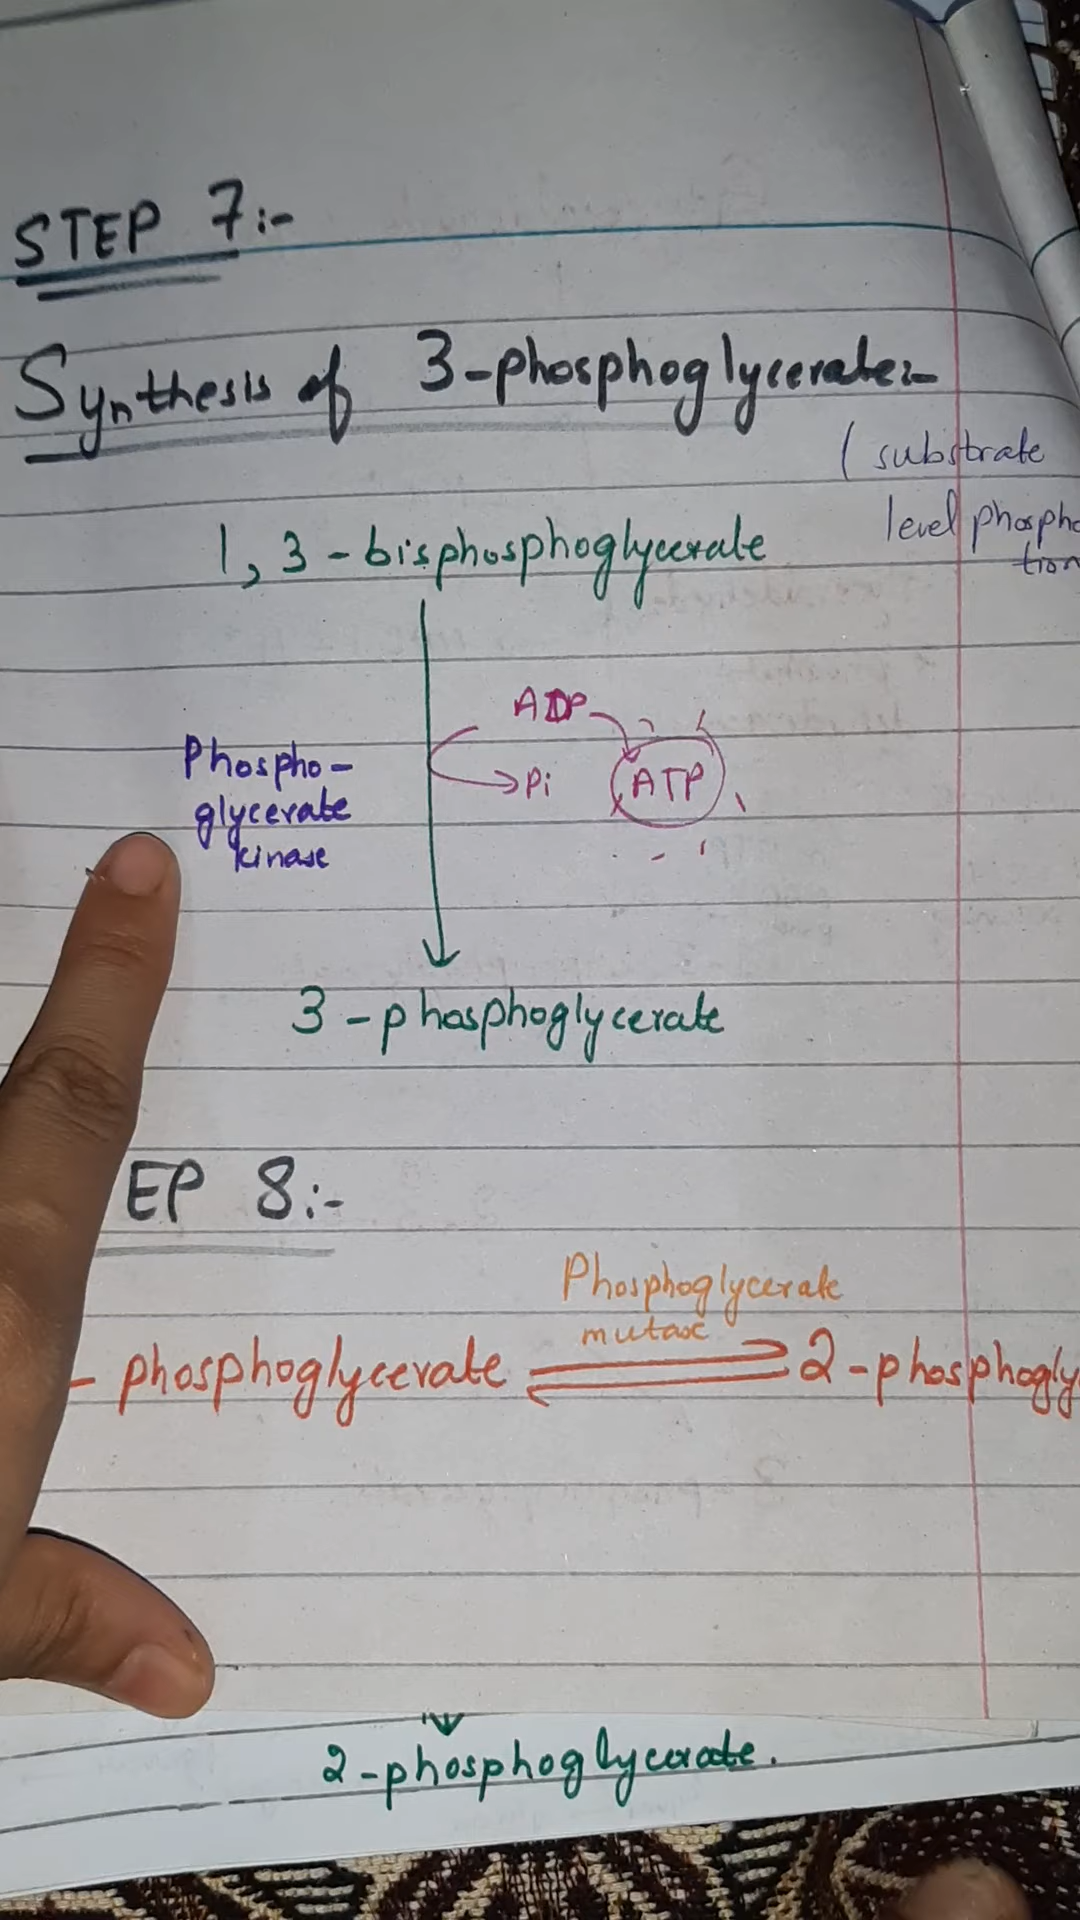 STEP 7:-
Synthesis of 3-phosphoglycerate:-
(substrate
level phospho
tion
1,3-bisphosphoglycerate
ADP
Phospho-
glycerate
kinase
Pi
ATP
3-phosphoglycerate
EP 8:-
Phosphoglycerate
mutase
- phosphoglycerate ⇌ 2-phosphogly
2-phosphoglycerate.